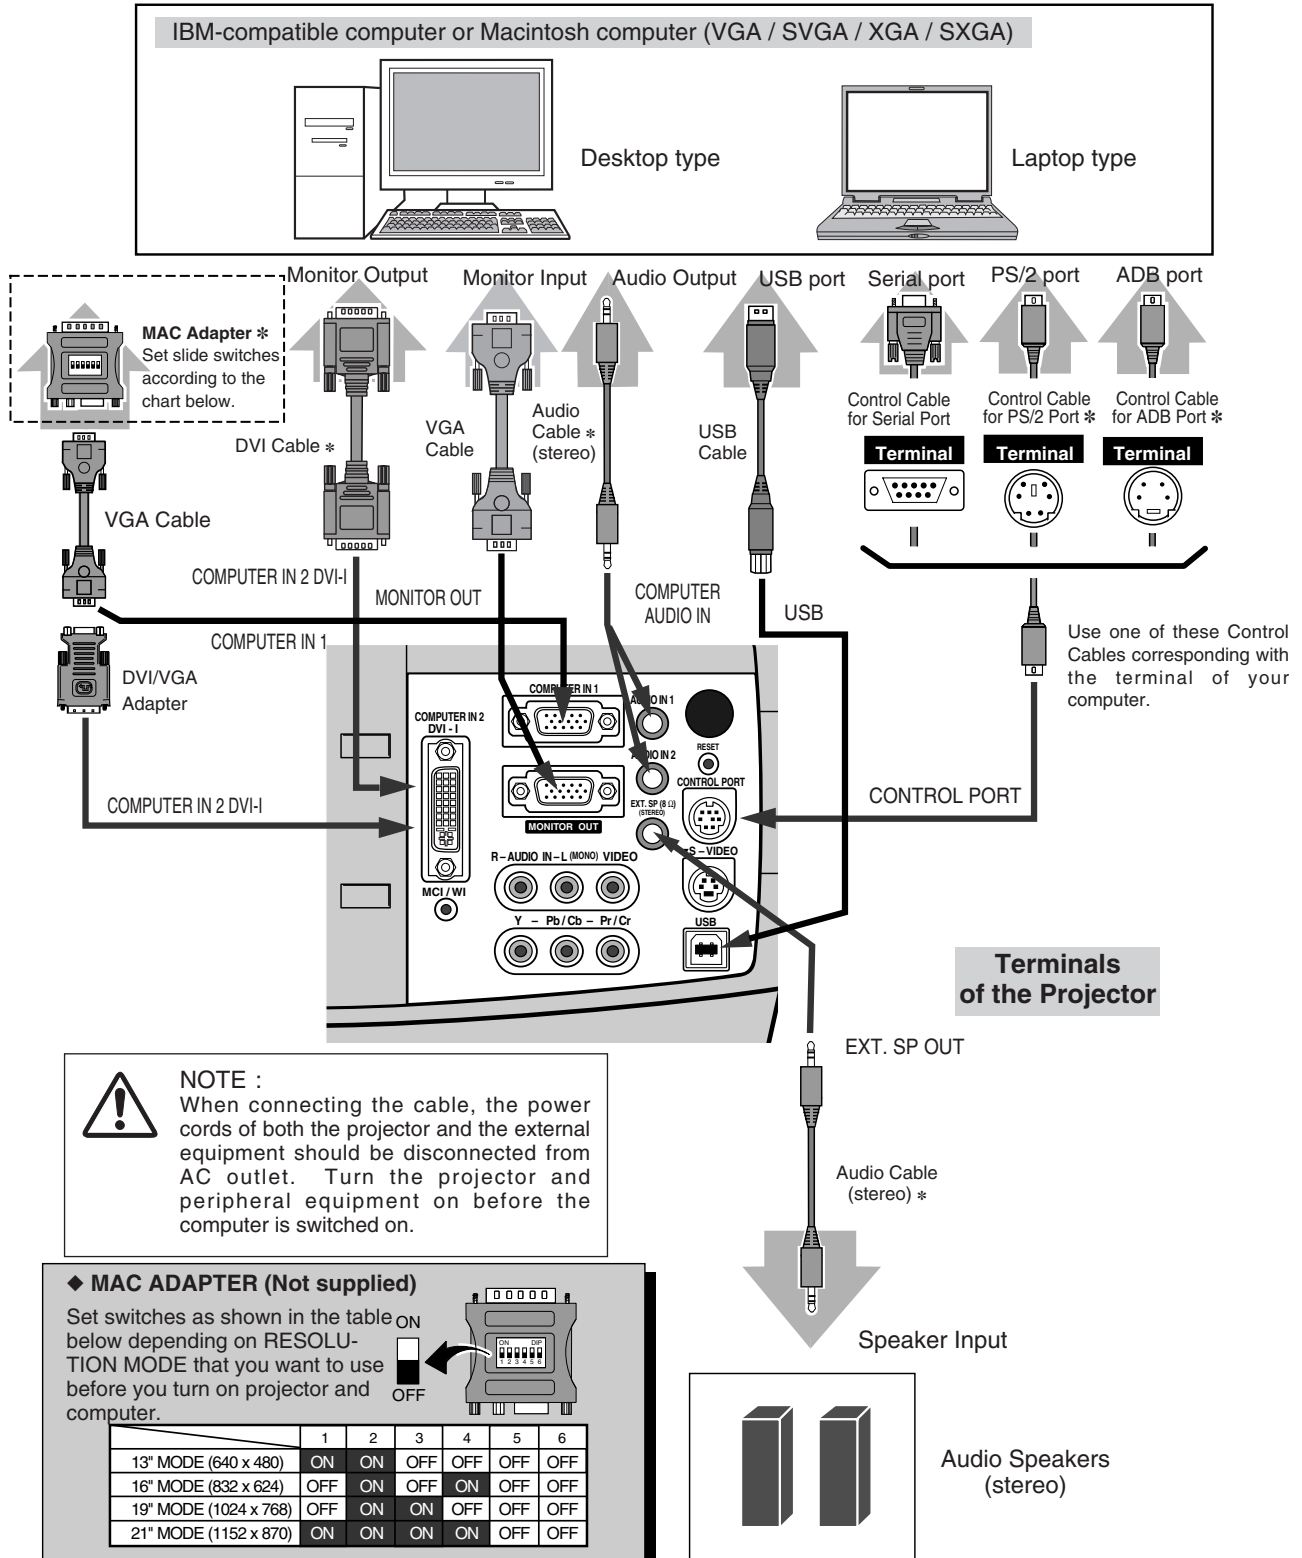 IBM-compatible computer or Macintosh computer (VGA / SVGA / XGA / SXGA)
Desktop type
Laptop type
Monitor Output
Monitor Input
Audio Output
USB port
Serial port
PS/2 port
ADB port
MAC Adapter ✻
Set slide switches
according to the
chart below.
DVI Cable ✻
VGA
Cable
Audio
Cable ✻
(stereo)
USB
Cable
Control Cable
for Serial Port
Control Cable
for PS/2 Port ✻
Control Cable
for ADB Port ✻
Terminal
Terminal
Terminal
VGA Cable
COMPUTER IN 2 DVI-I
MONITOR OUT
COMPUTER
AUDIO IN
USB
COMPUTER IN 1
Use one of these Control
Cables corresponding with
the terminal of your
computer.
DVI/VGA
Adapter
COMPUTER IN 2 DVI-I
CONTROL PORT
COMPUTER IN 1
AUDIO IN 1
COMPUTER IN 2
DVI - I
AUDIO IN 2
RESET
CONTROL PORT
EXT. SP (8 Ω)
(STEREO)
MONITOR OUT
S – VIDEO
R – AUDIO IN – L (MONO) VIDEO
MCI / WI
Y – Pb / Cb – Pr / Cr
USB
Terminals
of the Projector
EXT. SP OUT
NOTE :
When connecting the cable, the power
cords of both the projector and the external
equipment should be disconnected from
AC outlet. Turn the projector and
peripheral equipment on before the
computer is switched on.
Audio Cable
(stereo) ✻
Speaker Input
Audio Speakers
(stereo)
◆ MAC ADAPTER (Not supplied)
Set switches as shown in the table
below depending on RESOLU-
TION MODE that you want to use
before you turn on projector and
computer.
ON
OFF
ON DIP
1 2 3 4 5 6
1 2 3 4 5 6
13" MODE (640 x 480) ON ON OFF OFF OFF OFF
16" MODE (832 x 624) OFF ON OFF ON OFF OFF
19" MODE (1024 x 768) OFF ON ON OFF OFF OFF
21" MODE (1152 x 870) ON ON ON ON OFF OFF